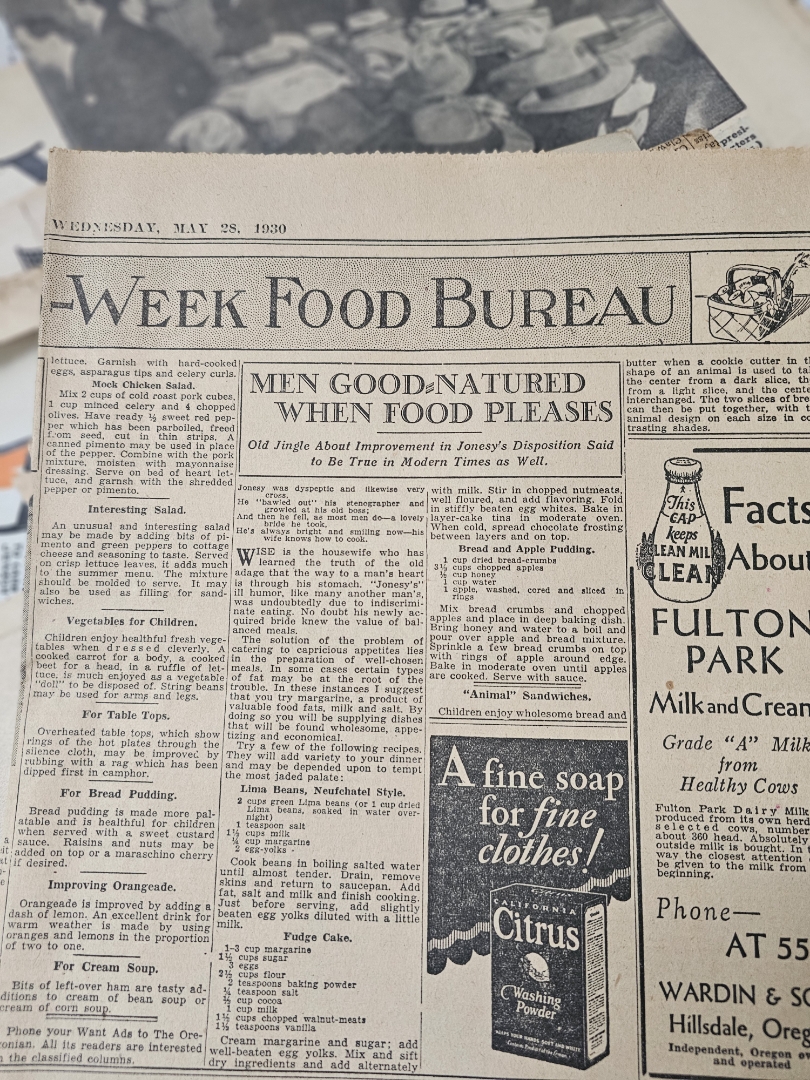 WEDNESDAY, MAY 28, 1930
-WEEK FOOD BUREAU
lettuce. Garnish with hard-cooked
eggs, asparagus tips and celery curls.
Mock Chicken Salad.
Mix 2 cups of cold roast pork cubes,
1 cup minced celery and 4 chopped
olives. Have ready ½ sweet red pep-
per which has been parboiled, freed
from seed, cut in thin strips. A
canned pimento may be used in place
of the pepper. Combine with the pork
mixture, moisten with mayonnaise
dressing. Serve on bed of heart let-
tuce, and garnish with the shredded
pepper or pimento.
Interesting Salad.
An unusual and interesting salad
may be made by adding bits of pi-
mento and green peppers to cottage
cheese and seasoning to taste. Served
on crisp lettuce leaves, it adds much
to the summer menu. The mixture
should be molded to serve. It may
also be used as filling for sand-
wiches.
Vegetables for Children.
Children enjoy healthful fresh vege-
tables when dressed cleverly. A
cooked carrot for a body, a cooked
beet for a head, in a ruffle of let-
tuce, is much enjoyed as a vegetable
"doll" to be disposed of. String beans
may be used for arms and legs.
For Table Tops.
Overheated table tops, which show
rings of the hot plates through the
silence cloth, may be improved by
rubbing with a rag which has been
dipped first in camphor.
For Bread Pudding.
Bread pudding is made more pal-
atable and is healthful for children
when served with a sweet custard
sauce. Raisins and nuts may be
added on top or a maraschino cherry
if desired.
Improving Orangeade.
Orangeade is improved by adding a
dash of lemon. An excellent drink for
warm weather is made by using
oranges and lemons in the proportion
of two to one.
For Cream Soup.
Bits of left-over ham are tasty ad-
ditions to cream of bean soup or
cream of corn soup.
Phone your Want Ads to The Ore-
onian. All its readers are interested
n the classified columns.
MEN GOOD-NATURED
WHEN FOOD PLEASES
Old Jingle About Improvement in Jonesy's Disposition Said
to Be True in Modern Times as Well.
Jonesy was dyspeptic and likewise very
cross.
He "bawled out" his stenographer and
growled at his old boss;
And then he fell, as most men do—a lovely
bride he took.
He's always bright and smiling now—his
wife knows how to cook.
WISE is the housewife who has
learned the truth of the old
adage that the way to a man's heart
is through his stomach. "Jonesy's"
ill humor, like many another man's,
was undoubtedly due to indiscrimi-
nate eating. No doubt his newly ac-
quired bride knew the value of bal-
anced meals.
The solution of the problem of
catering to capricious appetites lies
in the preparation of well-chosen
meals. In some cases certain types
of fat may be at the root of the
trouble. In these instances I suggest
that you try margarine, a product of
valuable food fats, milk and salt. By
doing so you will be supplying dishes
that will be found wholesome, appe-
tizing and economical.
Try a few of the following recipes.
They will add variety to your dinner
and may be depended upon to tempt
the most jaded palate:
Lima Beans, Neufchatel Style.
2 cups green Lima beans (or 1 cup dried
Lima beans, soaked in water over-
night)
1 teaspoon salt
1½ cups milk
¼ cup margarine
2 egg-yolks
Cook beans in boiling salted water
until almost tender. Drain, remove
skins and return to saucepan. Add
fat, salt and milk and finish cooking.
Just before serving, add slightly
beaten egg yolks diluted with a little
milk.
Fudge Cake.
1-3 cup margarine
1½ cups sugar
3 eggs
2½ cups flour
2 teaspoons baking powder
¼ teaspoon salt
½ cup cocoa
1 cup milk
1½ cups chopped walnut-meats
1½ teaspoons vanilla
Cream margarine and sugar; add
well-beaten egg yolks. Mix and sift
dry ingredients and add alternately
with milk. Stir in chopped nutmeats,
well floured, and add flavoring. Fold
in stiffly beaten egg whites. Bake in
layer-cake tins in moderate oven.
When cold, spread chocolate frosting
between layers and on top.
Bread and Apple Pudding.
1 cup dried bread-crumbs
3½ cups chopped apples
½ cup honey
1 cup water
1 apple, washed, cored and sliced in
rings
Mix bread crumbs and chopped
apples and place in deep baking dish.
Bring honey and water to a boil and
pour over apple and bread mixture.
Sprinkle a few bread crumbs on top
with rings of apple around edge.
Bake in moderate oven until apples
are cooked. Serve with sauce.
"Animal" Sandwiches.
Children enjoy wholesome bread and
A fine soap
for fine
clothes!
CALIFORNIA
Citrus
Washing
Powder
butter when a cookie cutter in t
shape of an animal is used to ta
the center from a dark slice, th
from a light slice, and the cente
interchanged. The two slices of bre
can then be put together, with t
animal design on each size in co
trasting shades.
This
CAP
keeps
CLEAN MILK
CLEAN
Facts
About
FULTON
PARK
Milk and Cream
Grade "A" Milk
from
Healthy Cows
Fulton Park Dairy Milk
produced from its own herd
selected cows, number
about 360 head. Absolutely
outside milk is bought. In t
way the closest attention
be given to the milk from
beginning.
Phone—
AT 55
WARDIN & SO
Hillsdale, Oreg
Independent, Oregon ow
and operated